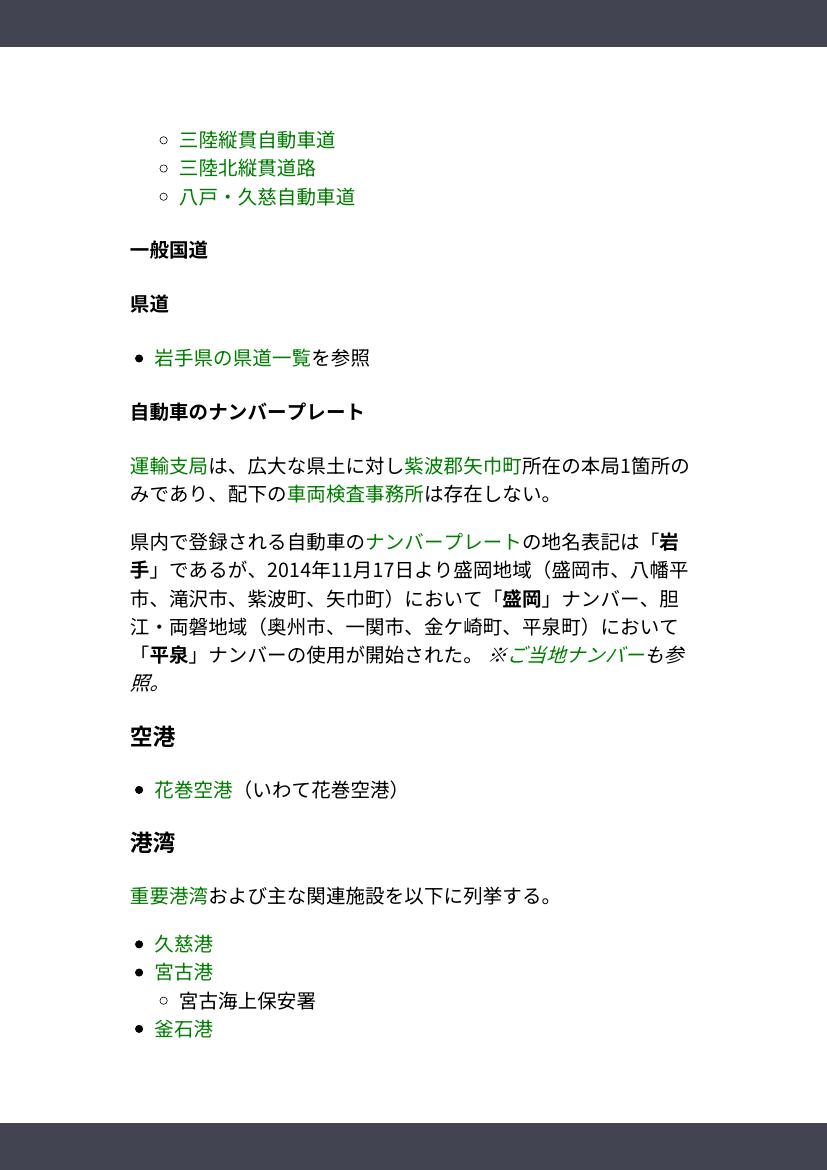 三陸縦貫自動車道
三陸北縦貫道路
八戸・久慈自動車道
一般国道
県道
岩手県の県道一覧を参照
自動車のナンバープレート
運輸支局は、広大な県土に対し紫波郡矢巾町所在の本局1箇所の
みであり、配下の車両検査事務所は存在しない。
県内で登録される自動車のナンバープレートの地名表記は「岩
手」であるが、2014年11月17日より盛岡地域（盛岡市、八幡平
市、滝沢市、紫波町、矢巾町）において「盛岡」ナンバー、胆
江・両磐地域（奥州市、一関市、金ケ崎町、平泉町）において
「平泉」ナンバーの使用が開始された。 ※ご当地ナンバーも参
照。
空港
花巻空港（いわて花巻空港）
港湾
重要港湾および主な関連施設を以下に列挙する。
久慈港
宮古港
宮古海上保安署
釜石港